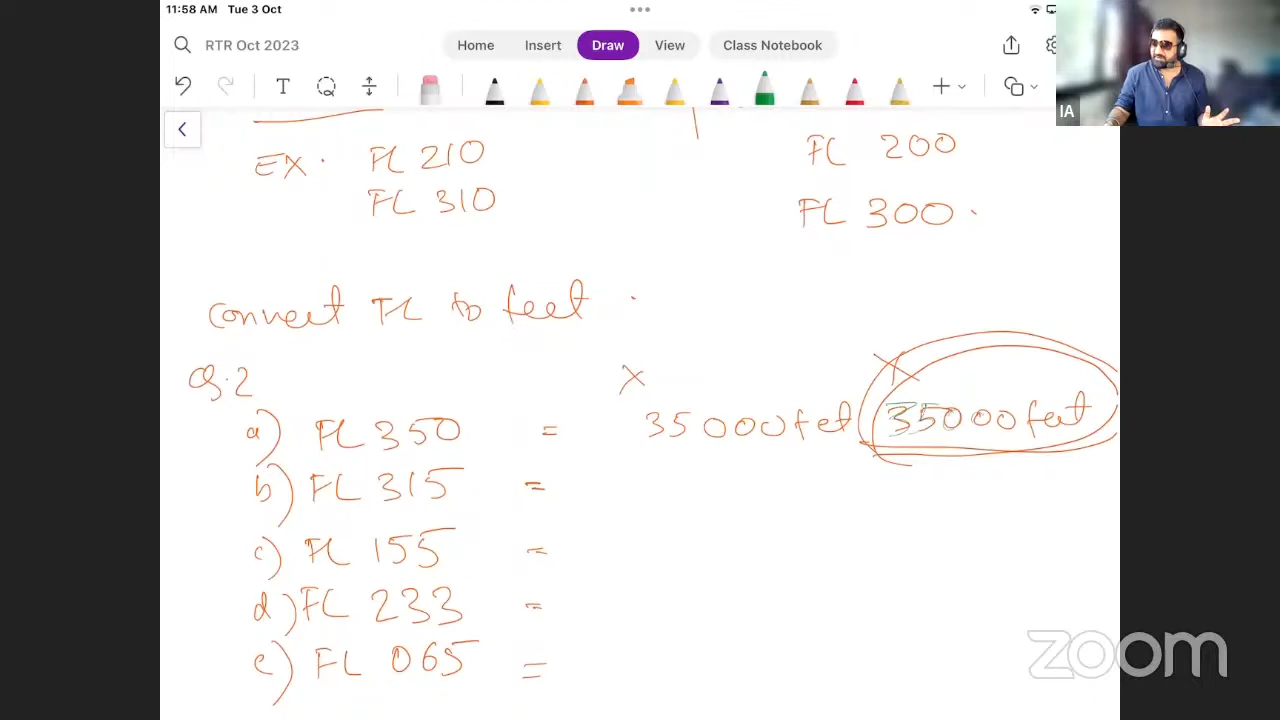 11:58 AM Tue 3 Oct
RTR Oct 2023
Home Insert Draw View Class Notebook
IA
EX. FL 210 FL 200
FL 310 FL 300.
Convert FL to feet.
Q.2 X X
a) FL 350 = 35000 fet 35000 feet
b) FL 315 =
c) FL 155 =
d) FL 233 =
e) FL 065 =
zoom